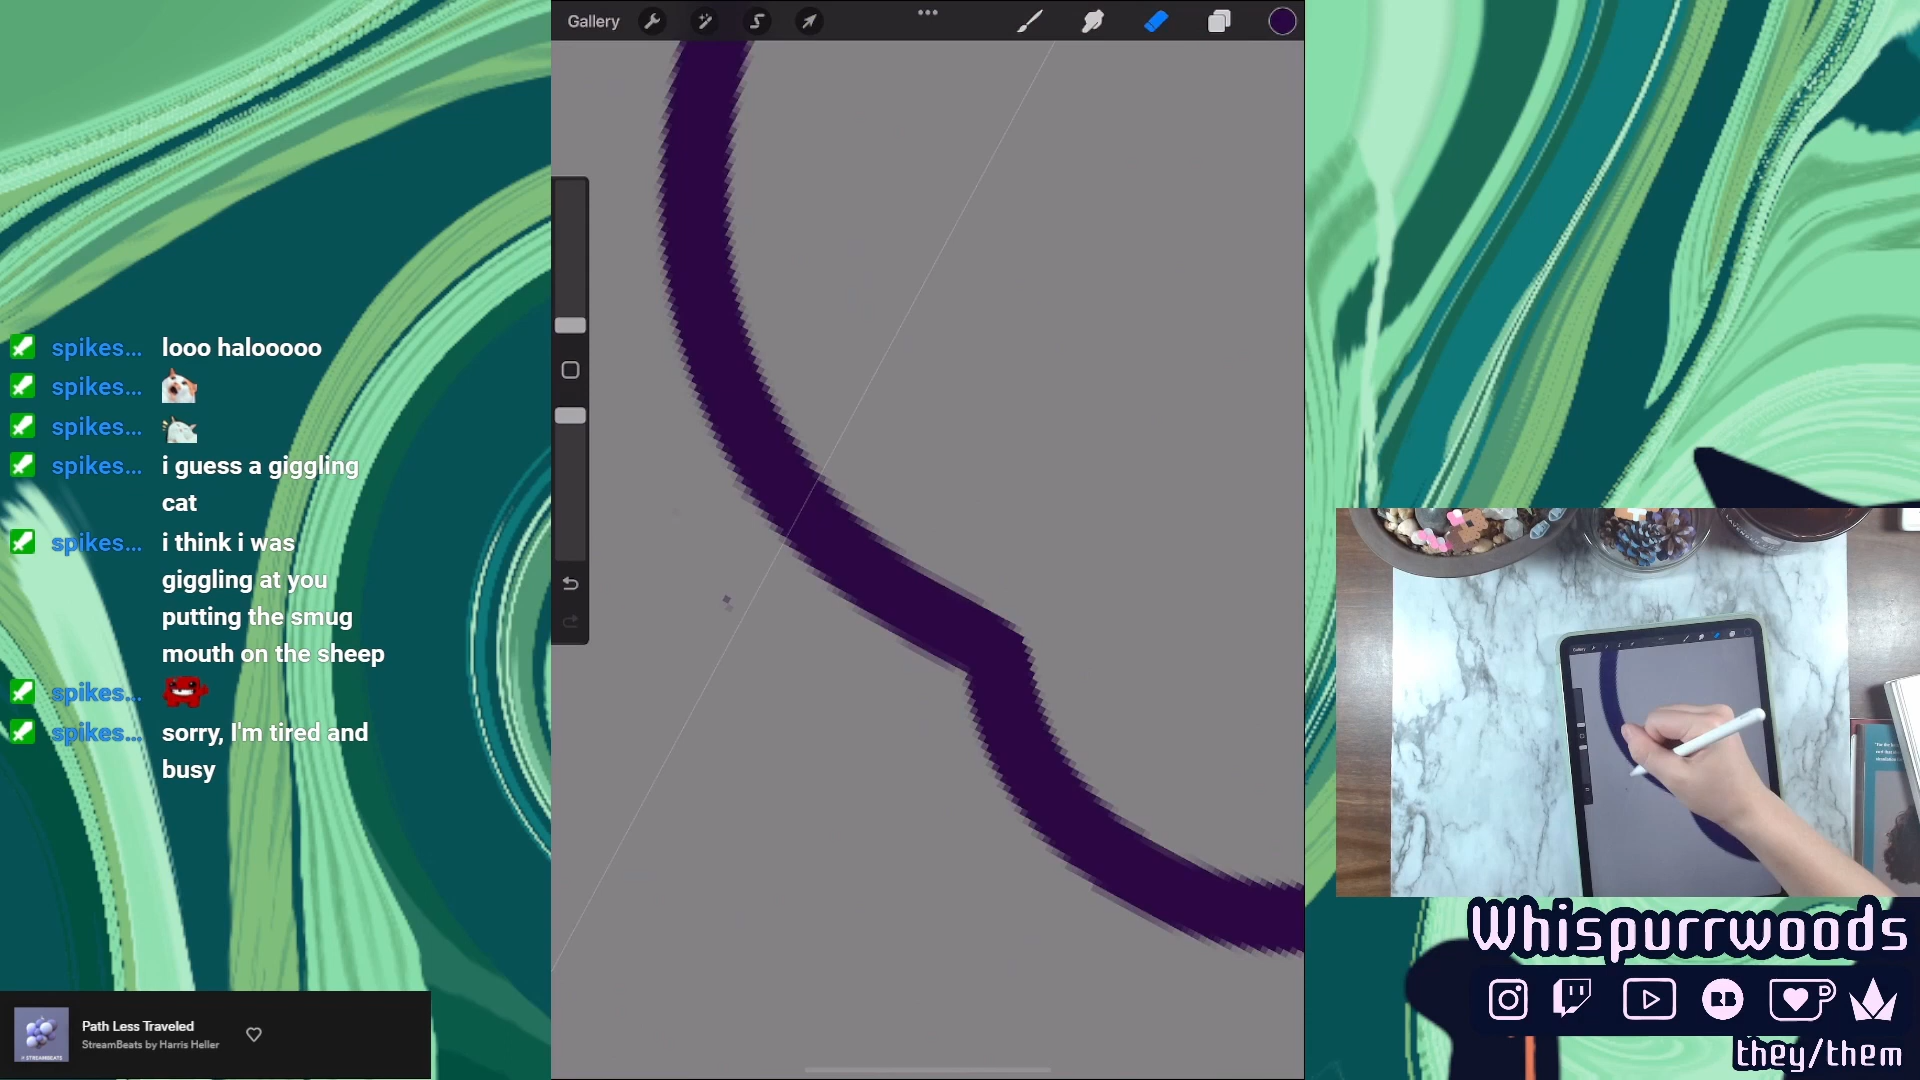 Gallery
spikes... looo halooooo
spikes...
spikes...
spikes... i guess a giggling
cat
spikes... i think i was
giggling at you
putting the smug
mouth on the sheep
spikes...
spikes... sorry, I'm tired and
busy
Path Less Traveled
StreamBeats by Harris Heller
Whispurrwoods
they/them